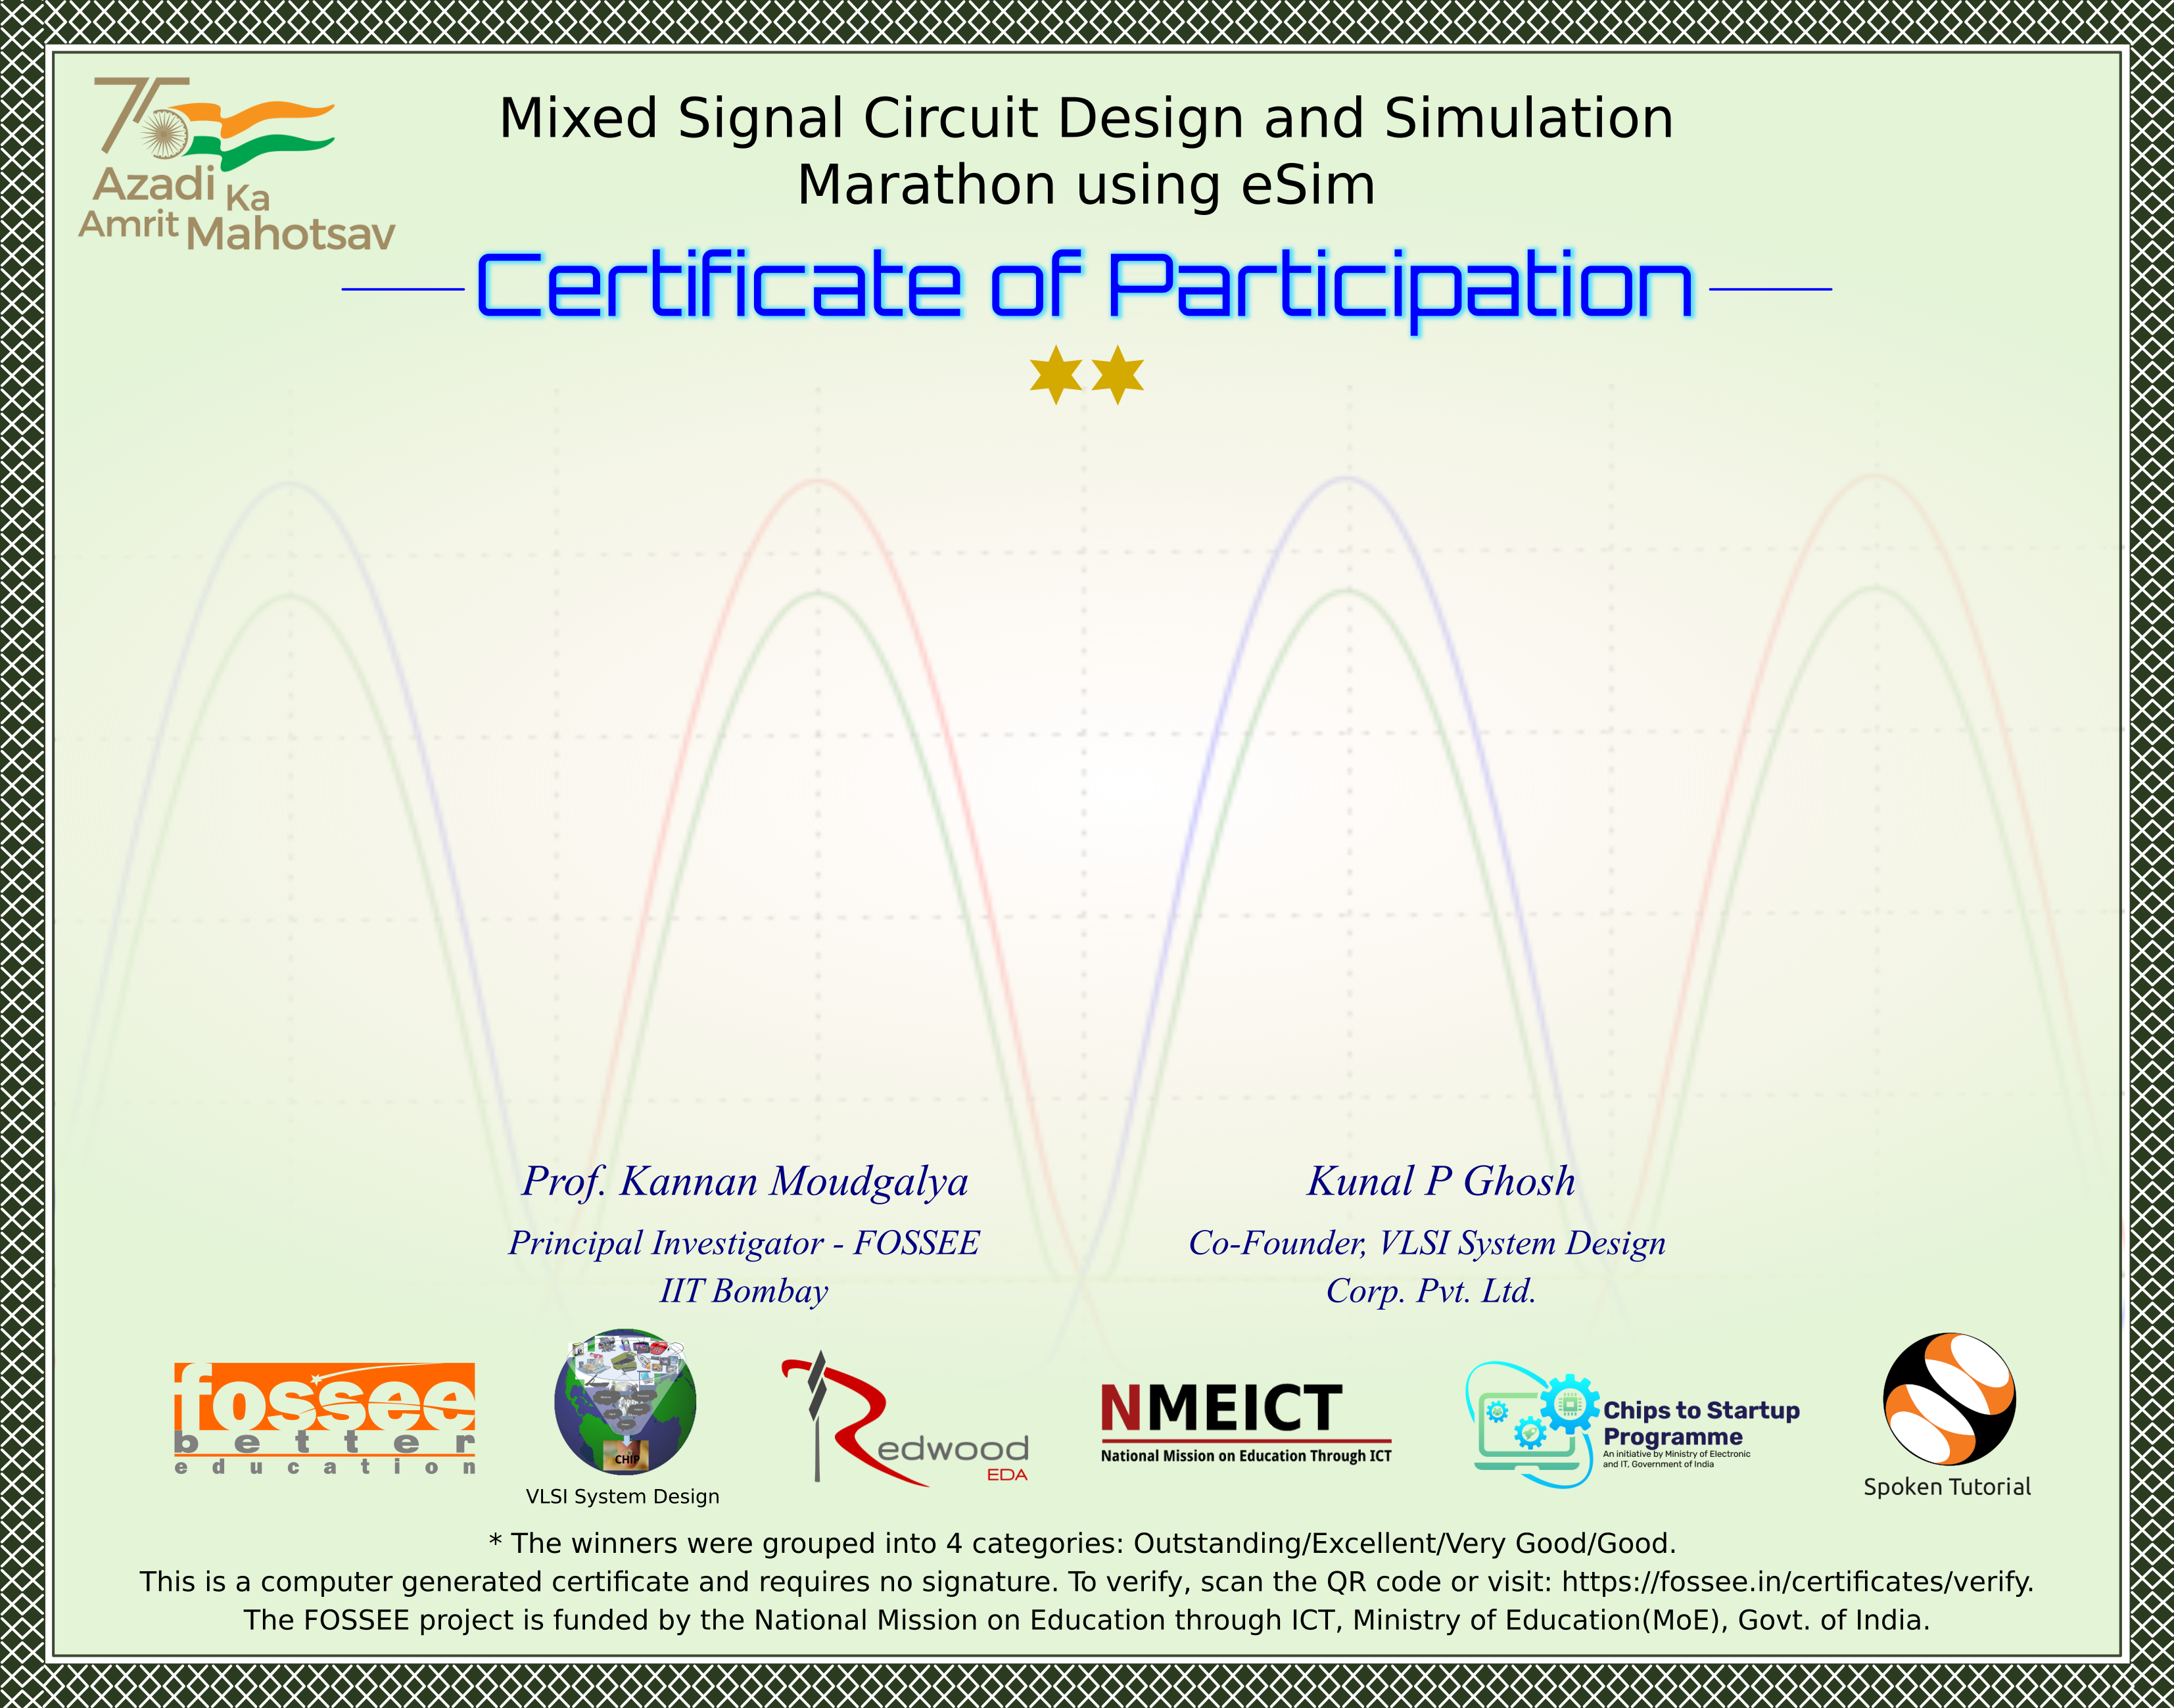 Azadi Ka
Amrit Mahotsav
Mixed Signal Circuit Design and Simulation
Marathon using eSim
Certificate of Participation
Prof. Kannan Moudgalya
Principal Investigator - FOSSEE
IIT Bombay
Kunal P Ghosh
Co-Founder, VLSI System Design
Corp. Pvt. Ltd.
fossee
better
education
CHIP
VLSI System Design
Redwood
EDA
NMEICT
National Mission on Education Through ICT
Chips to Startup
Programme
An initiative by Ministry of Electronic
and IT, Government of India
Spoken Tutorial
* The winners were grouped into 4 categories: Outstanding/Excellent/Very Good/Good.
This is a computer generated certificate and requires no signature. To verify, scan the QR code or visit: https://fossee.in/certificates/verify.
The FOSSEE project is funded by the National Mission on Education through ICT, Ministry of Education(MoE), Govt. of India.